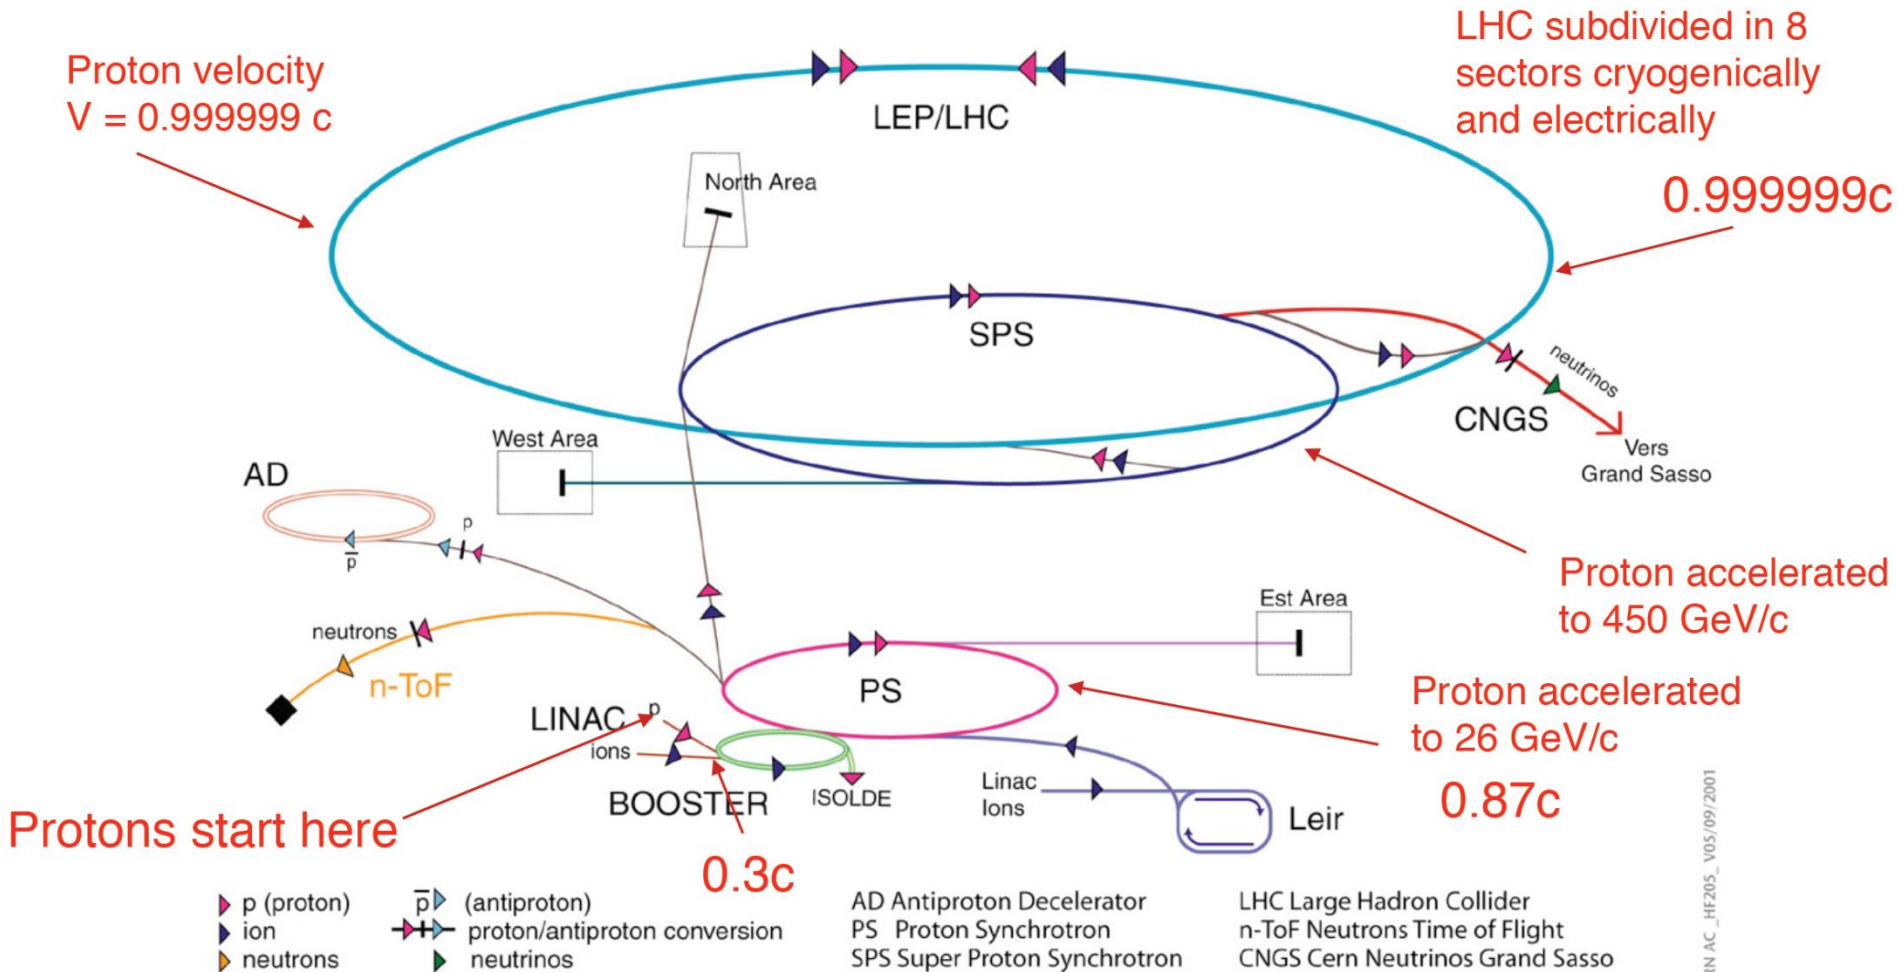 Proton velocity
V = 0.999999 c
LHC subdivided in 8
sectors cryogenically
and electrically
0.999999c
LEP/LHC
North Area
SPS
neutrinos
CNGS
Vers
Grand Sasso
West Area
AD
p
p
neutrons
n-ToF
Est Area
Proton accelerated
to 450 GeV/c
PS
Proton accelerated
to 26 GeV/c
0.87c
LINAC
p
ions
BOOSTER
ISOLDE
Linac
Ions
Leir
Protons start here
0.3c
p (proton)
ion
neutrons
p (antiproton)
proton/antiproton conversion
neutrinos
AD Antiproton Decelerator
PS Proton Synchrotron
SPS Super Proton Synchrotron
LHC Large Hadron Collider
n-ToF Neutrons Time of Flight
CNGS Cern Neutrinos Grand Sasso
AC_HF205_V05/09/2001